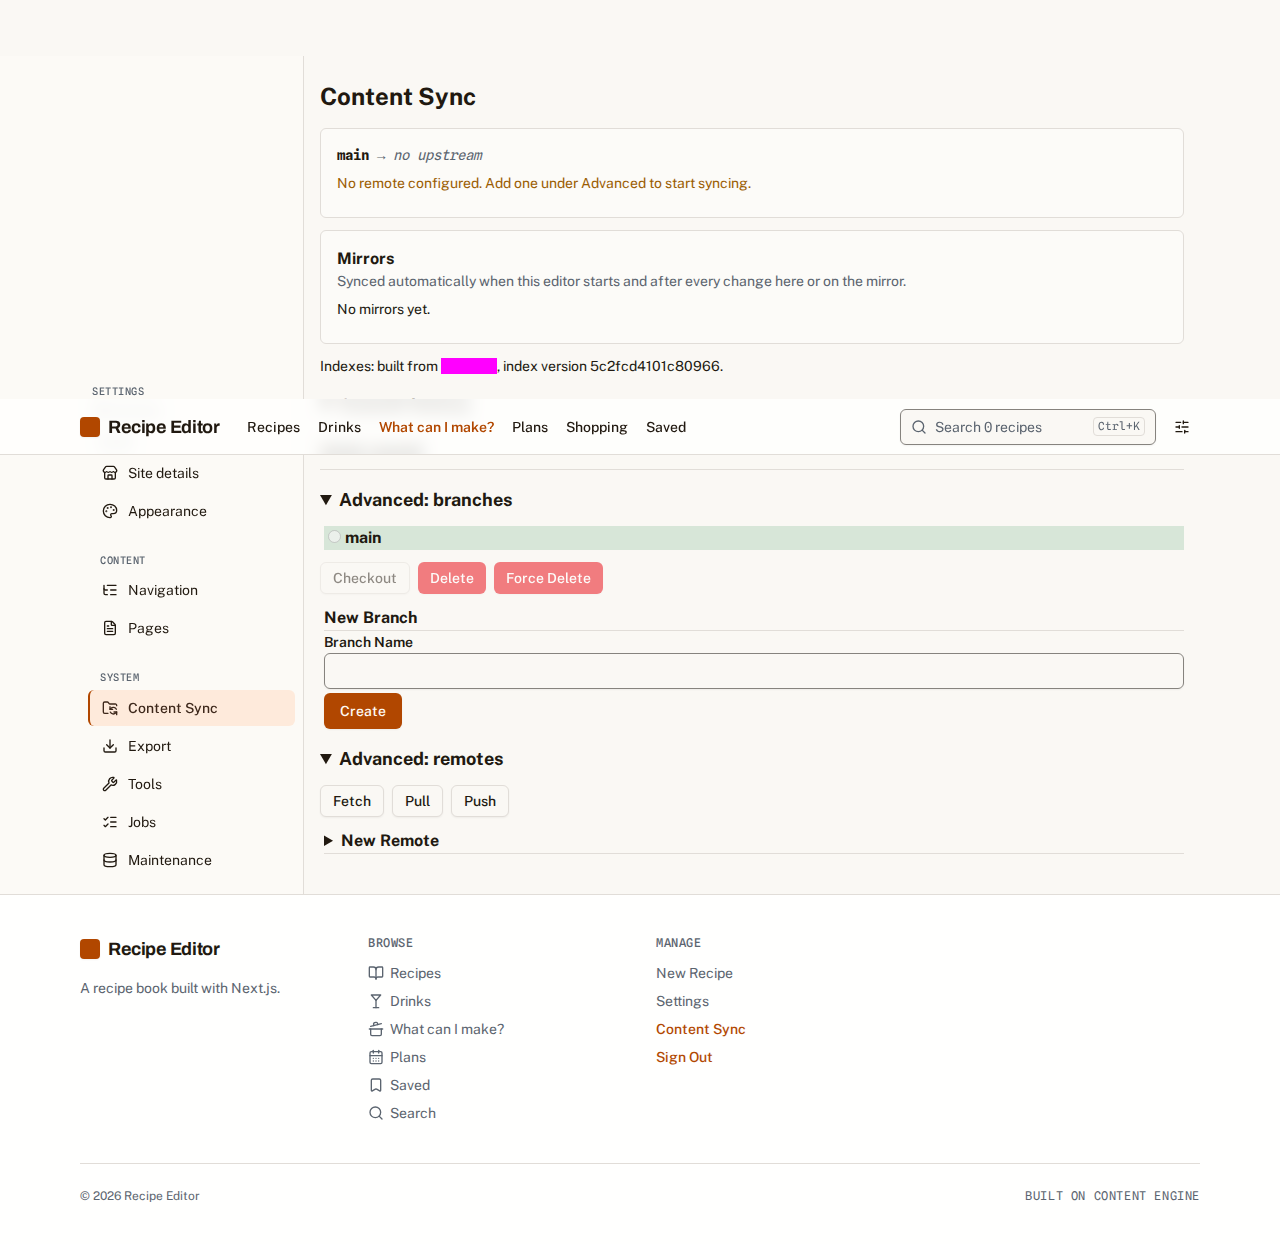 Content Sync
main → no upstream
No remote configured. Add one under Advanced to start syncing.
Mirrors
Synced automatically when this editor starts and after every change here or on the mirror.
No mirrors yet.
Indexes: built from , index version 5c2fcd4101c80966.
SETTINGS
Recipe Editor
Recipes
Drinks
What can I make?
Plans
Shopping
Saved
Search 0 recipes
Ctrl+K
Site details
Appearance
CONTENT
Navigation
Pages
SYSTEM
Content Sync
Export
Tools
Jobs
Maintenance
Advanced: branches
main
Checkout
Delete
Force Delete
New Branch
Branch Name
Create
Advanced: remotes
Fetch
Pull
Push
New Remote
Recipe Editor
A recipe book built with Next.js.
BROWSE
Recipes
Drinks
What can I make?
Plans
Saved
Search
MANAGE
New Recipe
Settings
Content Sync
Sign Out
© 2026 Recipe Editor
BUILT ON CONTENT ENGINE